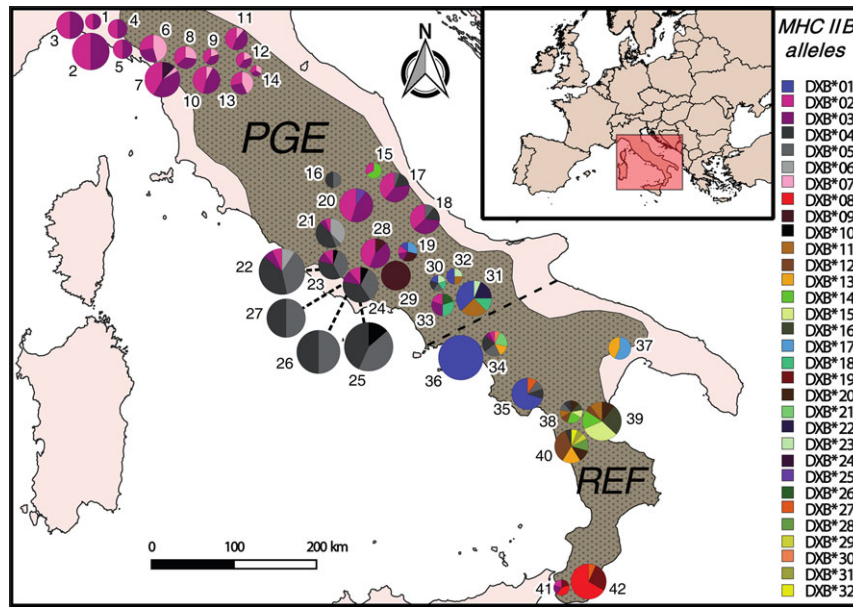 MHC IIB
alleles
DXB*01
DXB*02
DXB*03
DXB*04
DXB*05
DXB*06
DXB*07
DXB*08
DXB*09
DXB*10
DXB*11
DXB*12
DXB*13
DXB*14
DXB*15
DXB*16
DXB*17
DXB*18
DXB*19
DXB*20
DXB*21
DXB*22
DXB*23
DXB*24
DXB*25
DXB*26
DXB*27
DXB*28
DXB*29
DXB*30
DXB*31
DXB*32
1
4
11
3
6
2
5
8
9
12
14
7
10
13
PGE
15
16
17
20
18
21
28
19
22
23
30
32
31
29
24
33
27
26
25
36
34
37
35
38
39
40
REF
0
100
200 km
41
42